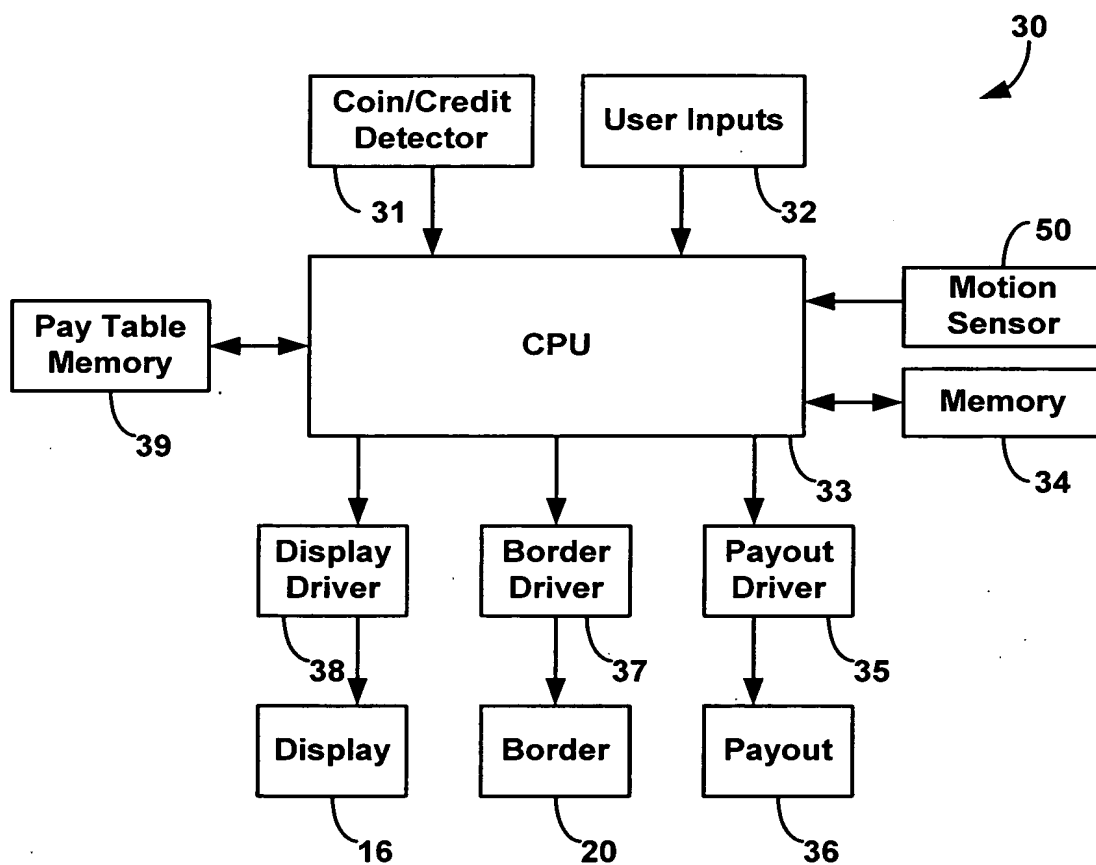 30
Coin/Credit
Detector
User Inputs
31
32
50
Motion
Sensor
Pay Table
Memory
CPU
Memory
39
33
34
Display
Driver
Border
Driver
Payout
Driver
38
37
35
Display
Border
Payout
16
20
36